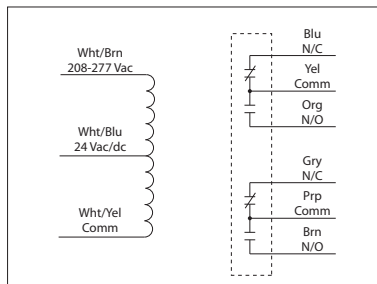 Wht/Brn
208-277 Vac
Wht/Blu
24 Vac/dc
Wht/Yel
Comm
Blu
N/C
Yel
Comm
Org
N/O
Gry
N/C
Prp
Comm
Brn
N/O